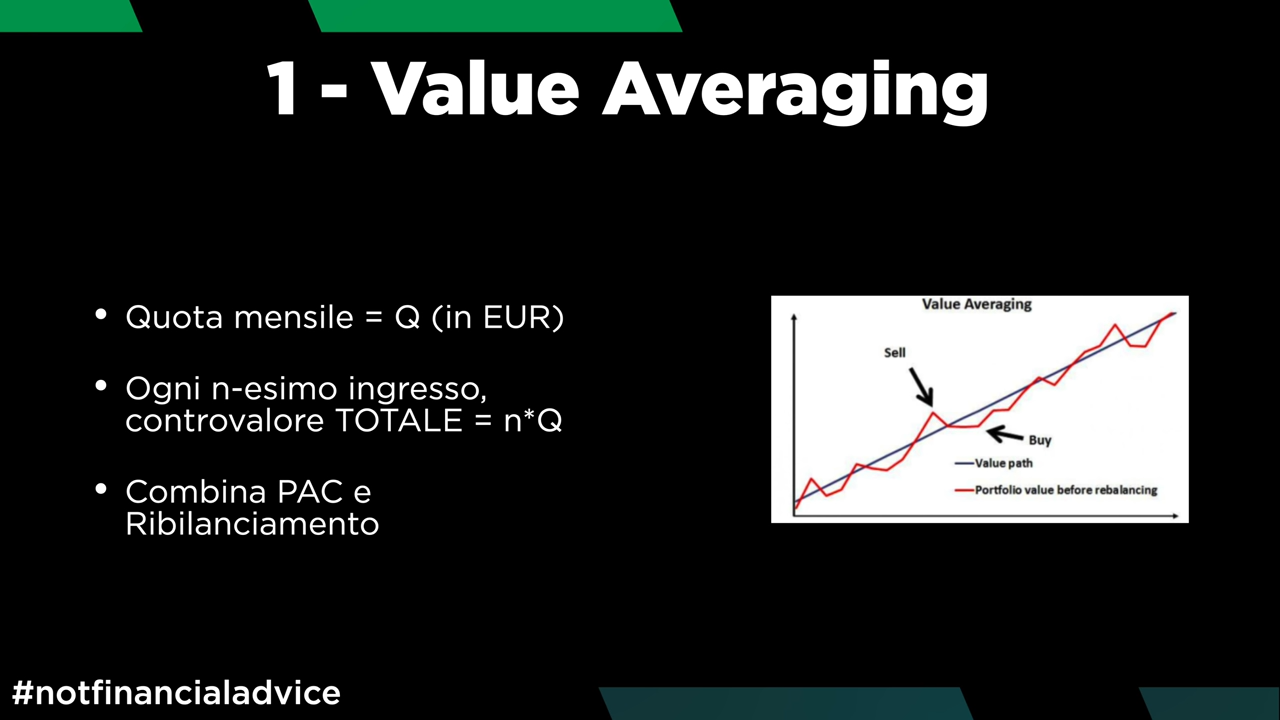 1 - Value Averaging
• Quota mensile = Q (in EUR)
• Ogni n-esimo ingresso,
controvalore TOTALE = n*Q
• Combina PAC e
Ribilanciamento
Value Averaging
Sell
Buy
Value path
Portfolio value before rebalancing
#notfinancialadvice